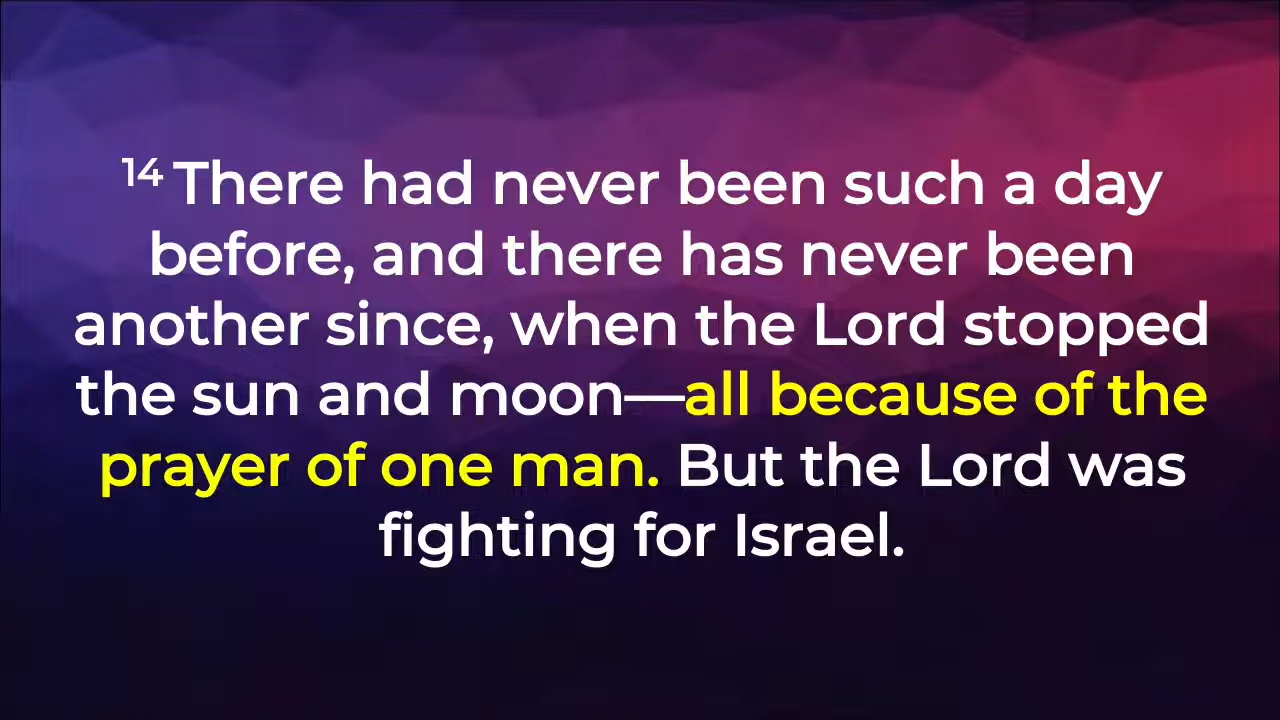 14 There had never been such a day
before, and there has never been
another since, when the Lord stopped
the sun and moon—all because of the
prayer of one man. But the Lord was
fighting for Israel.